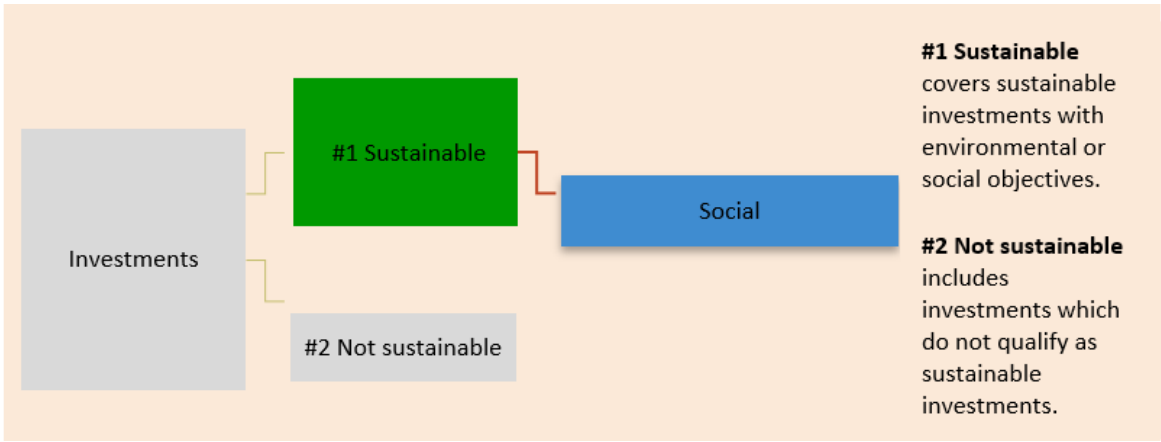 Investments
#1 Sustainable
#2 Not sustainable
Social
#1 Sustainable
covers sustainable
investments with
environmental or
social objectives.
#2 Not sustainable
includes
investments which
do not qualify as
sustainable
investments.